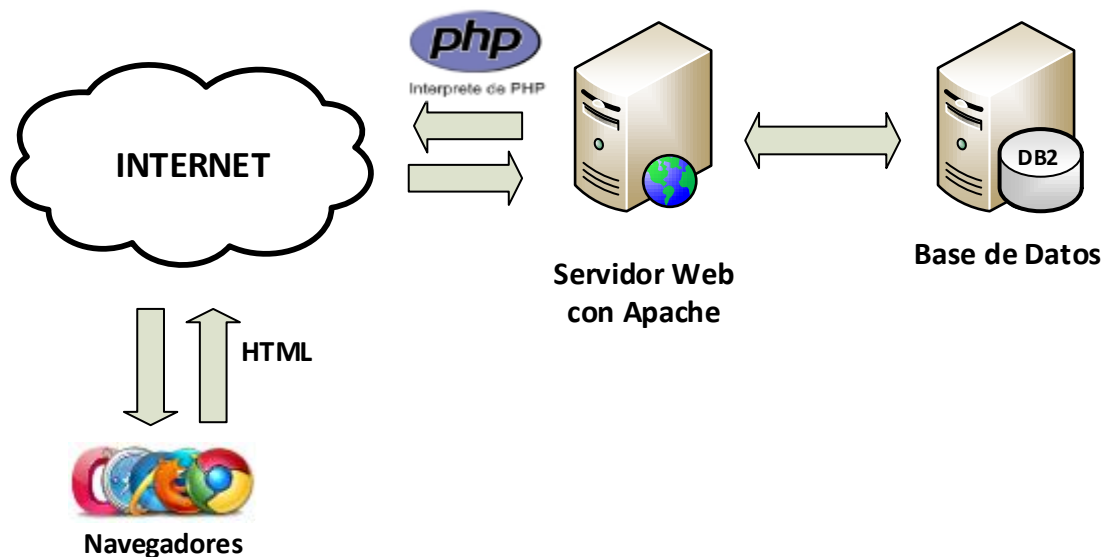 php
Interprete de PHP
INTERNET
DB2
Base de Datos
Servidor Web
con Apache
HTML
Navegadores